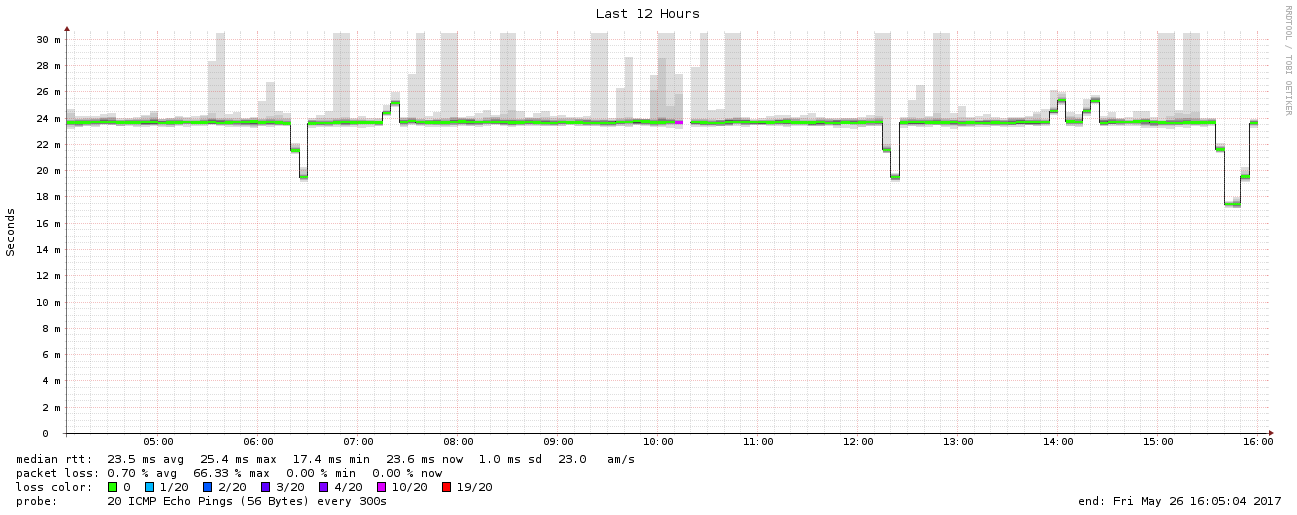 Last 12 Hours
RRDTOOL / TOBI OETIKER
Seconds
30 m
28 m
26 m
24 m
22 m
20 m
18 m
16 m
14 m
12 m
10 m
8 m
6 m
4 m
2 m
0
05:00 06:00 07:00 08:00 09:00 10:00 11:00 12:00 13:00 14:00 15:00 16:00
median rtt: 23.5 ms avg 25.4 ms max 17.4 ms min 23.6 ms now 1.0 ms sd 23.0 am/s
packet loss: 0.70 % avg 66.33 % max 0.00 % min 0.00 % now
loss color: 0 1/20 2/20 3/20 4/20 10/20 19/20
probe: 20 ICMP Echo Pings (56 Bytes) every 300s end: Fri May 26 16:05:04 2017